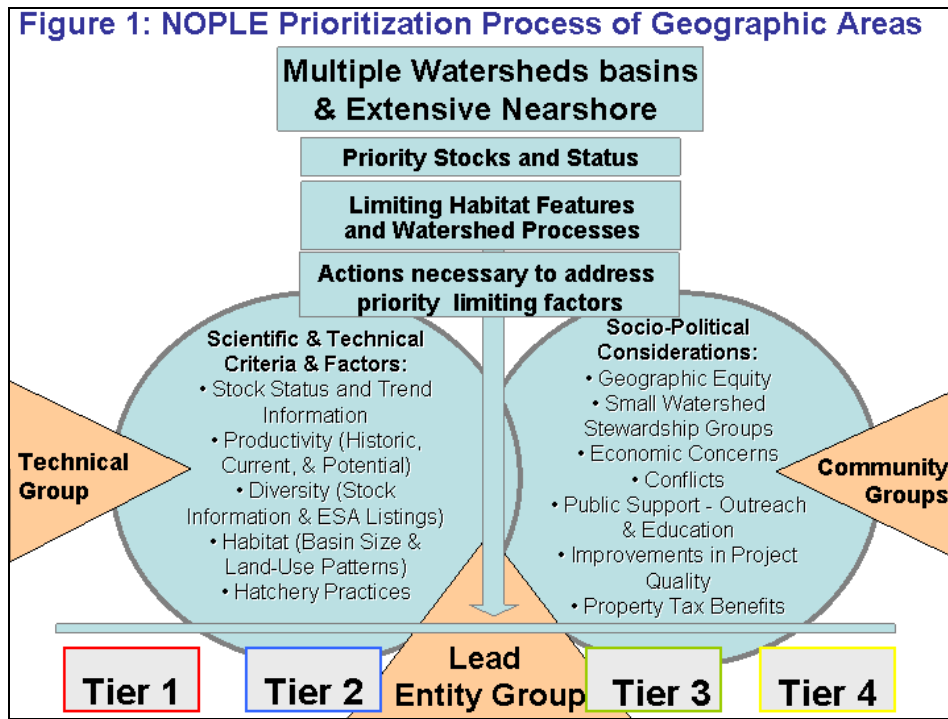 Figure 1: NOPLE Prioritization Process of Geographic Areas
Multiple Watersheds basins
& Extensive Nearshore
Priority Stocks and Status
Limiting Habitat Features
and Watershed Processes
Actions necessary to address
priority limiting factors
Scientific & Technical
Criteria & Factors:
• Stock Status and Trend
Information
• Productivity (Historic,
Current, & Potential)
• Diversity (Stock
Information & ESA Listings)
• Habitat (Basin Size &
Land-Use Patterns)
• Hatchery Practices
Socio-Political
Considerations:
• Geographic Equity
• Small Watershed
Stewardship Groups
• Economic Concerns
• Conflicts
• Public Support - Outreach
& Education
• Improvements in Project
Quality
• Property Tax Benefits
Technical
Group
Community
Groups
Lead
Entity Group
Tier 1
Tier 2
Tier 3
Tier 4